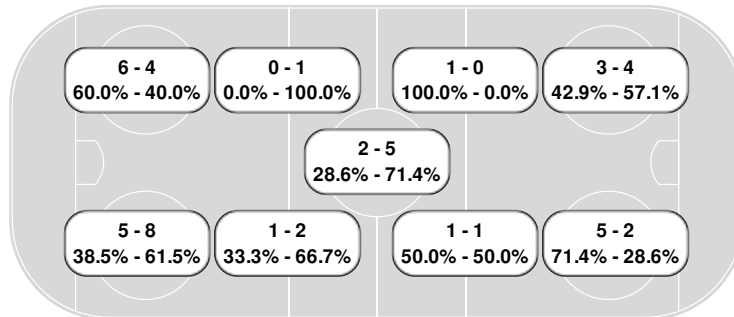 6 - 4
60.0% - 40.0%
0 - 1
0.0% - 100.0%
1 - 0
100.0% - 0.0%
3 - 4
42.9% - 57.1%
2 - 5
28.6% - 71.4%
5 - 8
38.5% - 61.5%
1 - 2
33.3% - 66.7%
1 - 1
50.0% - 50.0%
5 - 2
71.4% - 28.6%